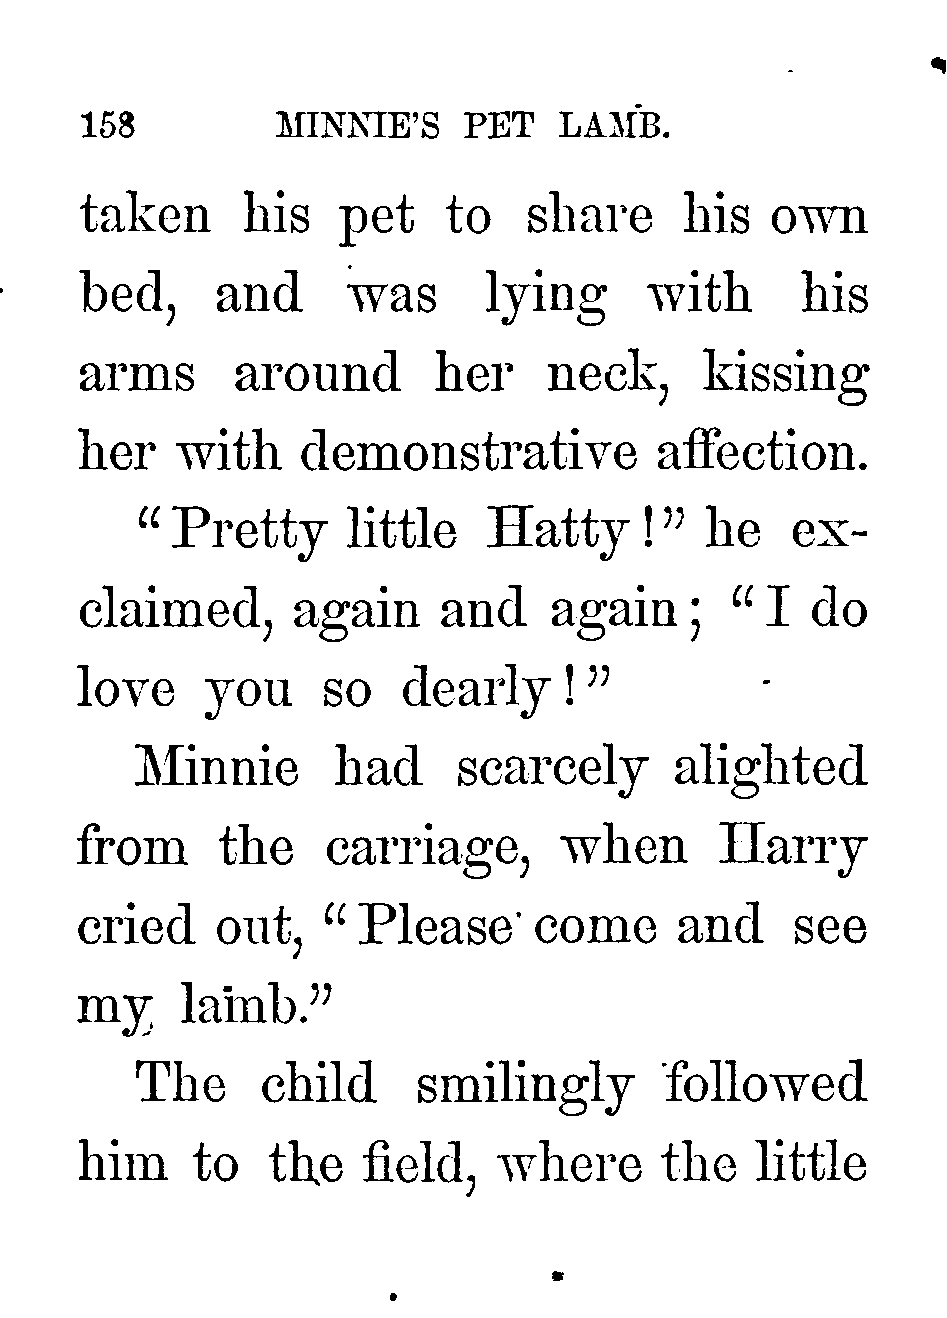 158 MINNIE'S PET LAMB.
taken his pet to share his own
bed, and was lying with his
arms around her neck, kissing
her with demonstrative affection.
"Pretty little Hatty!" he ex-
claimed, again and again; "I do
love you so dearly!"
Minnie had scarcely alighted
from the carriage, when Harry
cried out, "Please come and see
my lamb."
The child smilingly followed
him to the field, where the little